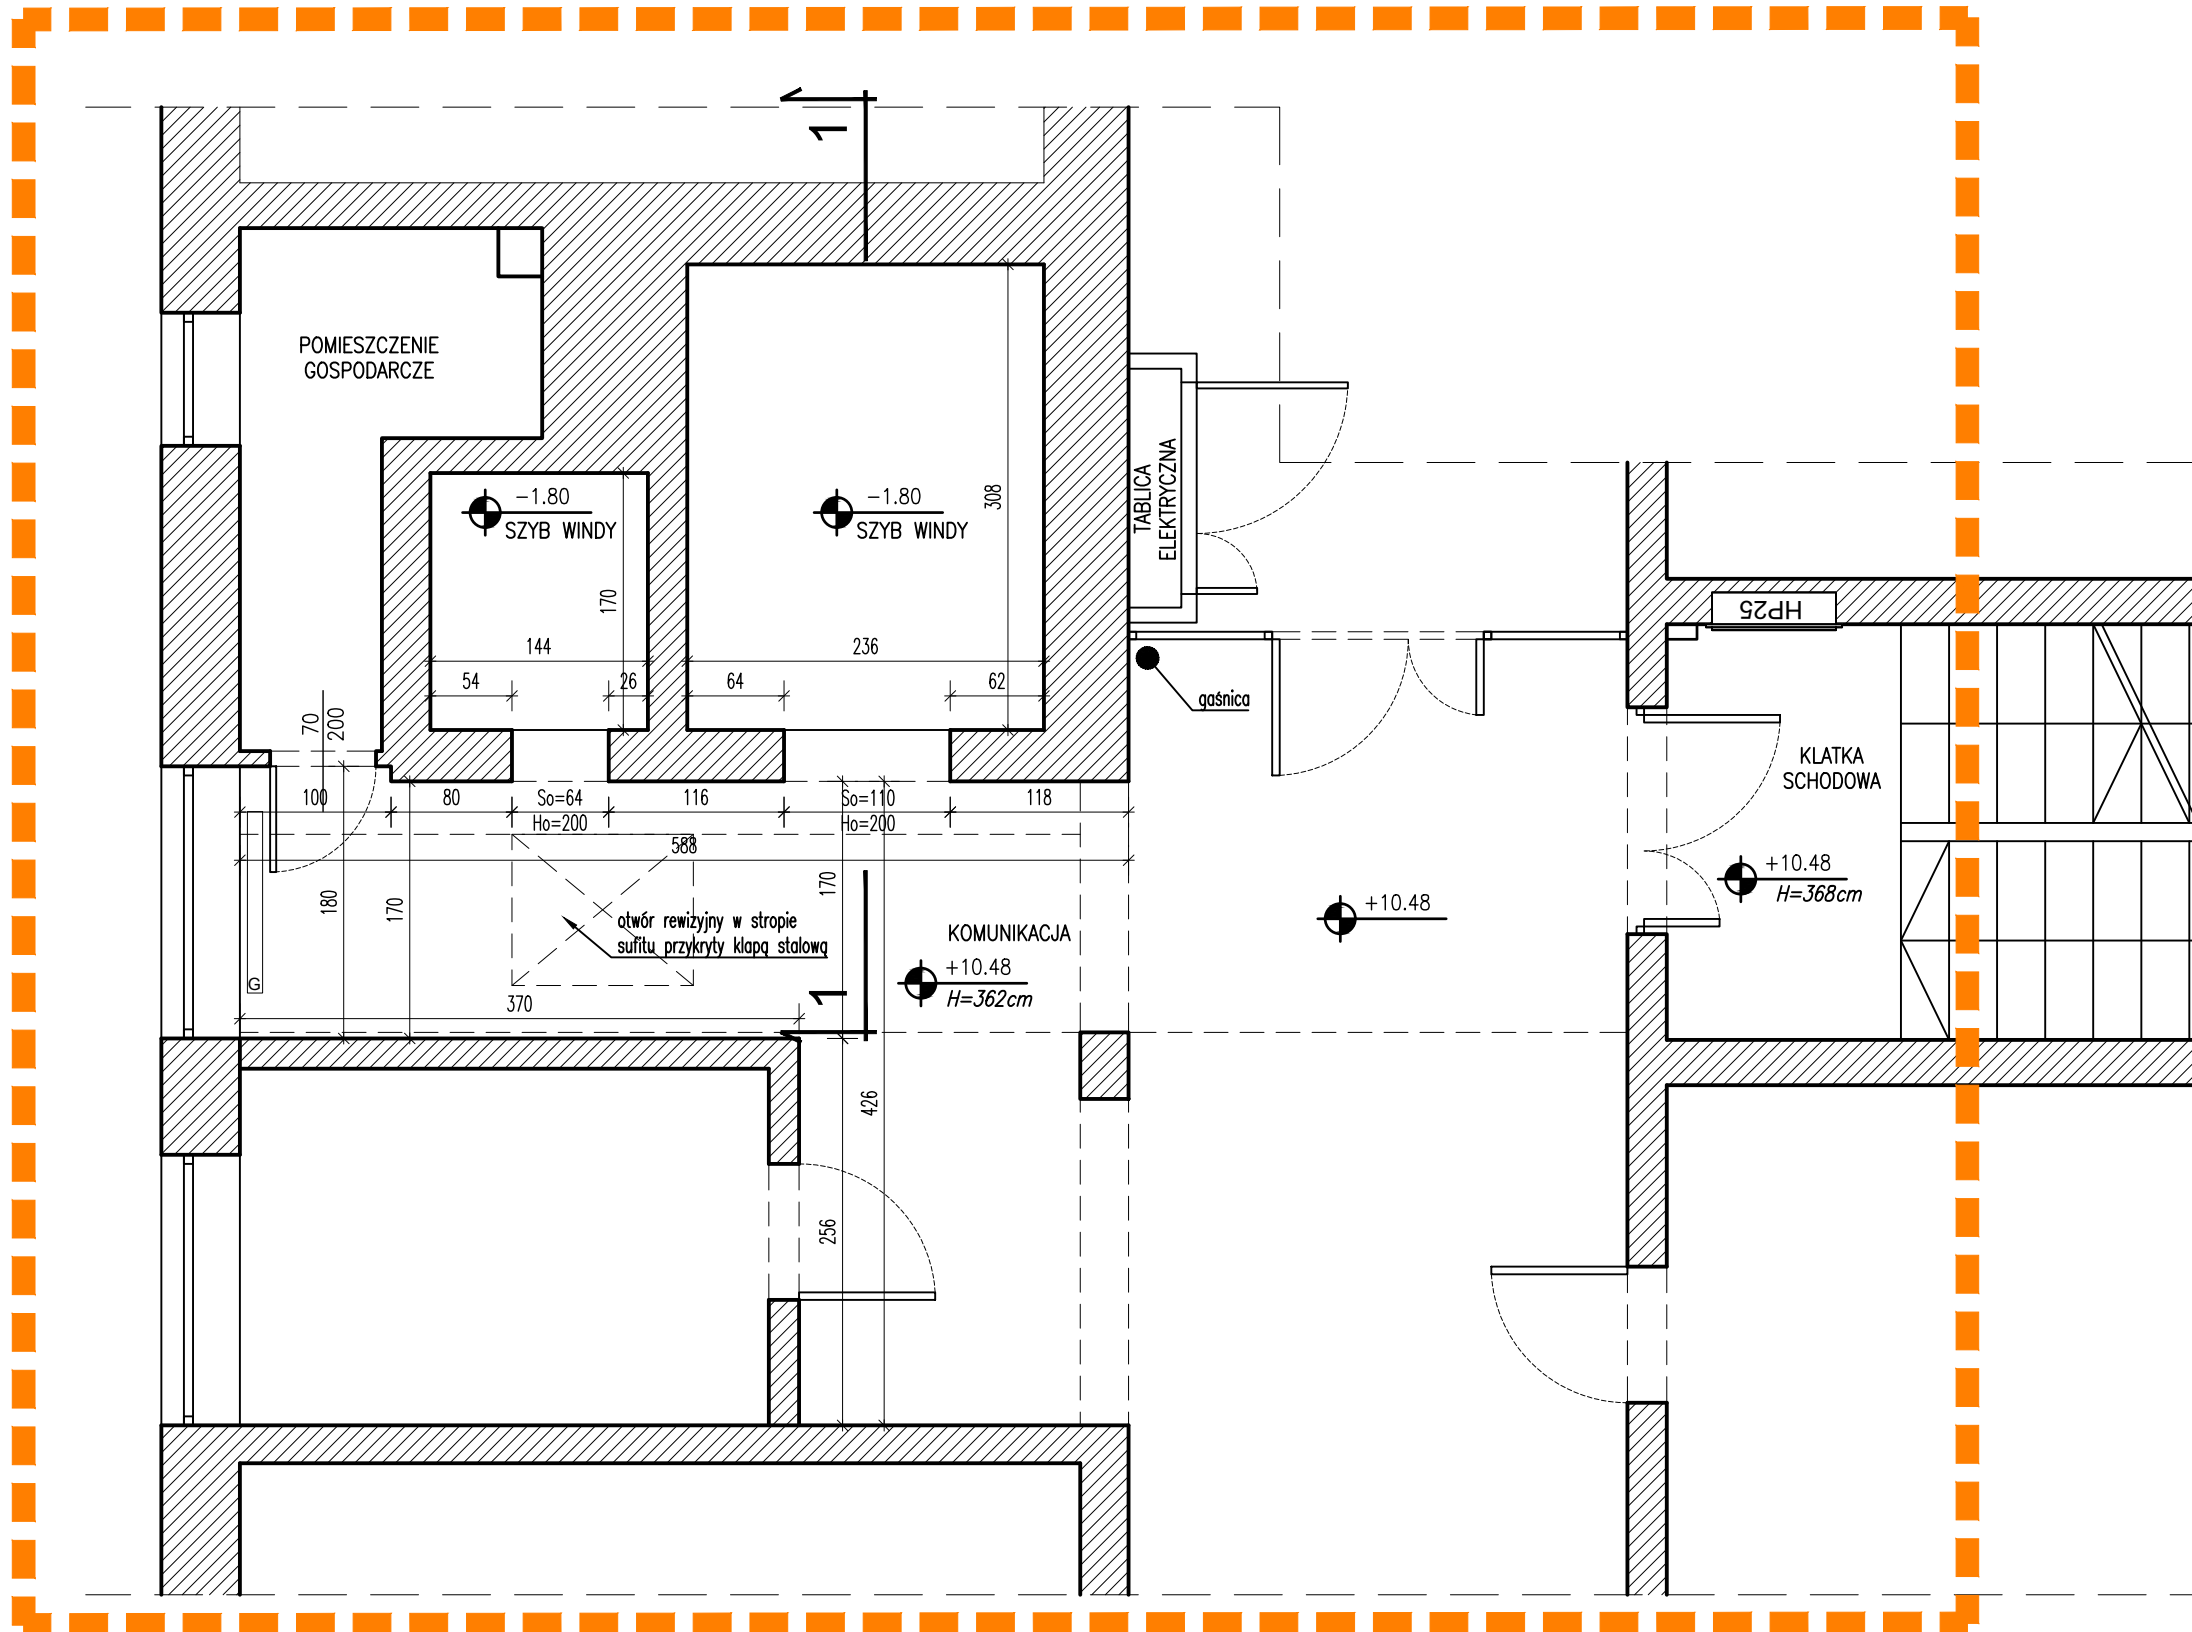 1
1
POMIESZCZENIE
GOSPODARCZE
-1.80
SZYB WINDY
-1.80
SZYB WINDY
308
170
TABLICA
ELEKTRYCZNA
HP25
144
236
54
26
64
62
gaśnica
70
200
KLATKA
SCHODOWA
100
80
So=64
Ho=200
116
So=110
Ho=200
118
588
180
170
170
+10.48
H=368cm
+10.48
otwór rewizyjny w stropie
sufitu przykryty klapą stalową
KOMUNIKACJA
+10.48
H=362cm
G
370
426
256